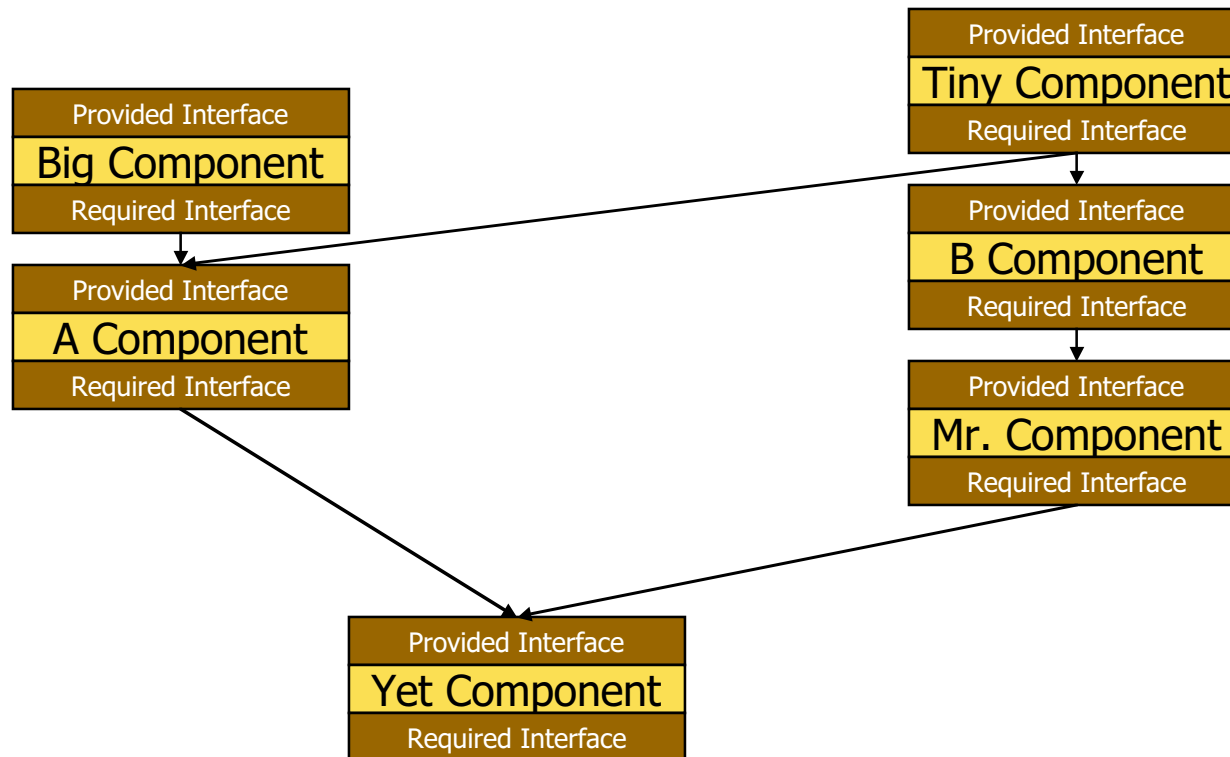 Provided Interface
Tiny Component
Required Interface
Provided Interface
Big Component
Required Interface
Provided Interface
B Component
Required Interface
Provided Interface
A Component
Required Interface
Provided Interface
Mr. Component
Required Interface
Provided Interface
Yet Component
Required Interface